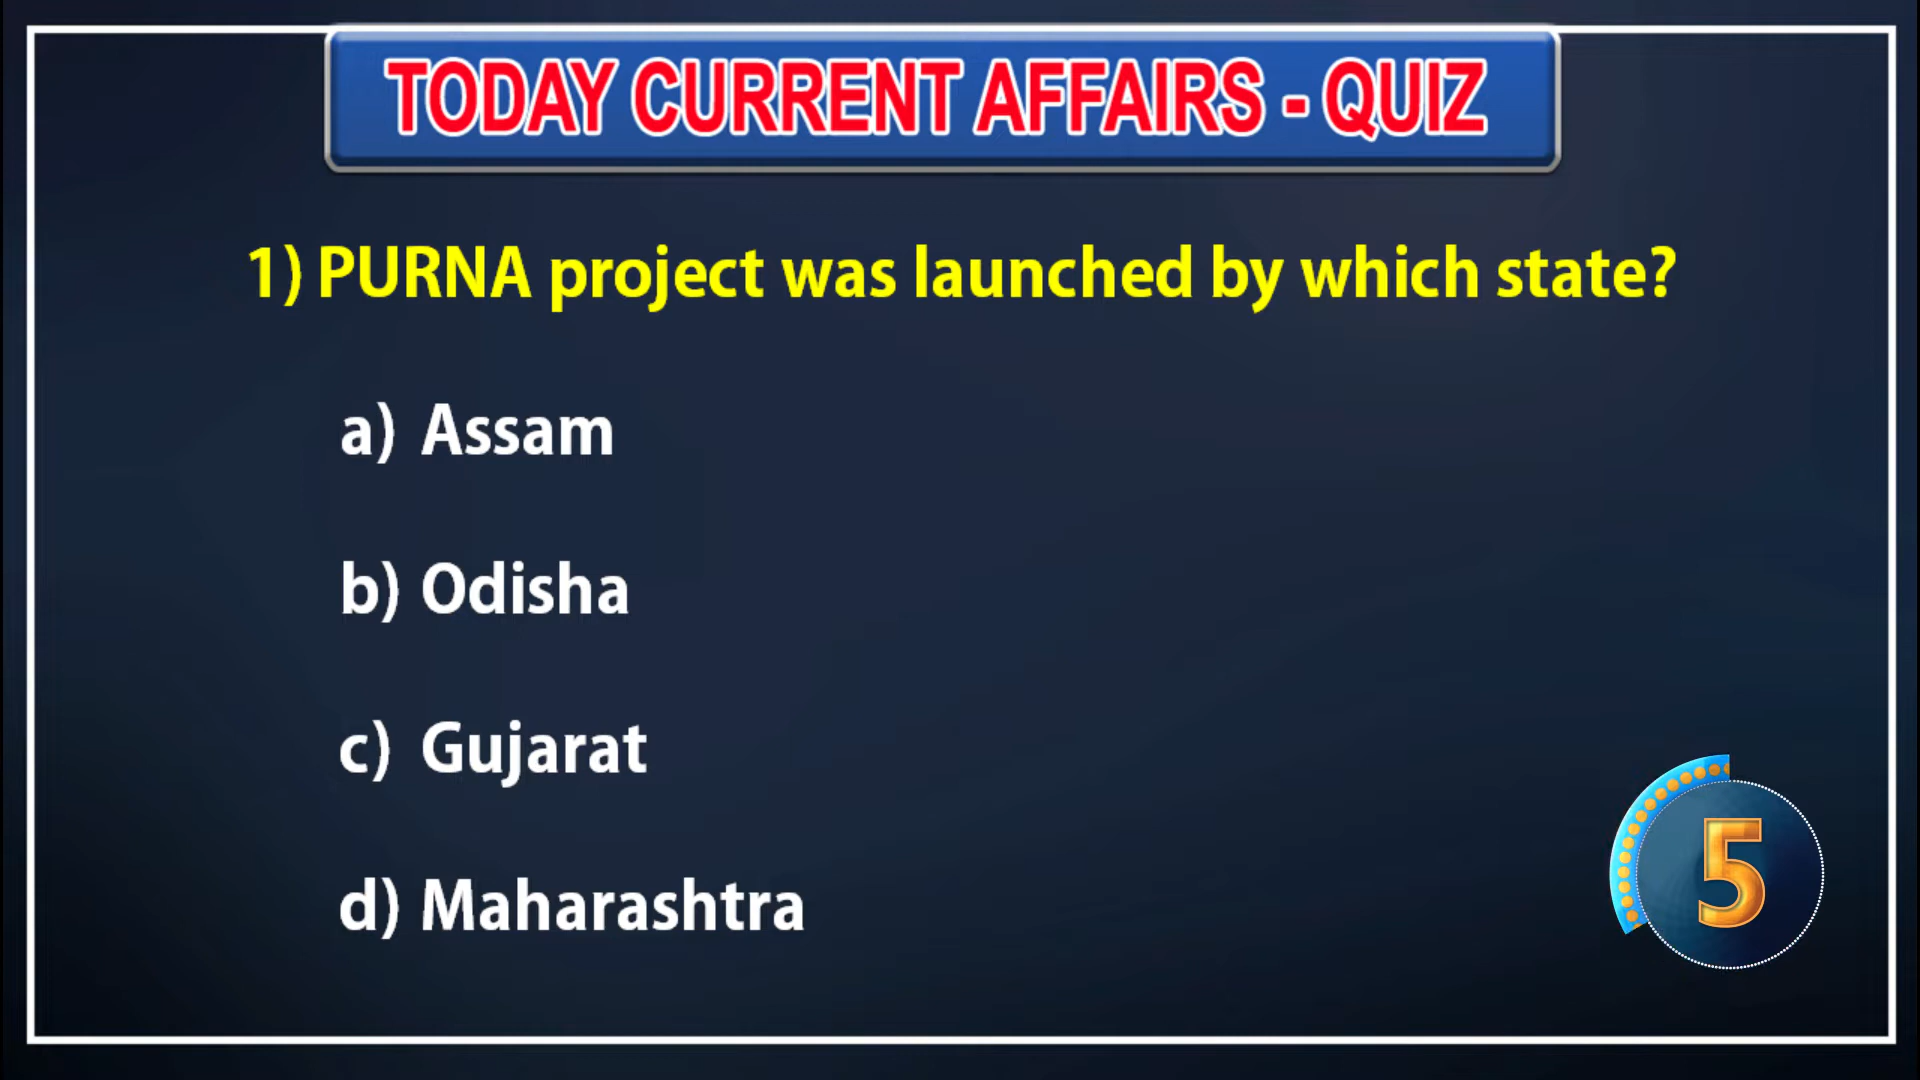 TODAY CURRENT AFFAIRS - QUIZ
1) PURNA project was launched by which state?
a) Assam
b) Odisha
c) Gujarat
d) Maharashtra
5